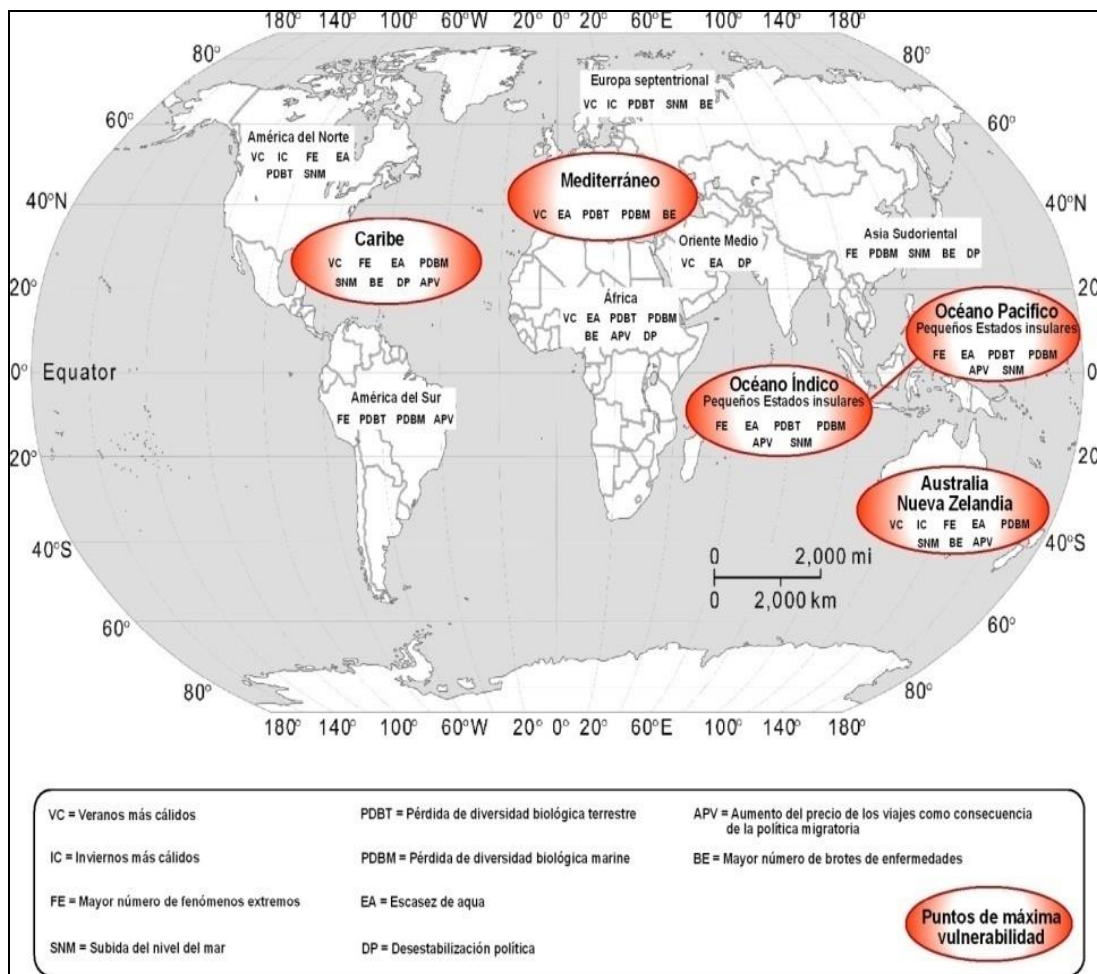 180° 140° 100° 60°W 20° 0° 20° 60°E 100° 140° 180°
80°
80°
Europa septentrional
VC IC PDBT SNM BE
60°
60°
América del Norte
VC IC FE EA
PDBT SNM
Mediterráneo
VC EA PDBT PDBM BE
40°N
40°N
Caribe
VC FE EA PDBM
SNM BE DP APV
Oriente Medio
VC EA DP
Asia Sudoriental
FE PDBM SNM BE DP
20°
20°
África
VC EA PDBT PDBM
BE APV DP
Océano Pacifico
Pequeños Estados insulares
FE EA PDBT PDBM
APV SNM
0° Equator
0°
Océano Índico
Pequeños Estados insulares
FE EA PDBT PDBM
APV SNM
América del Sur
FE PDBT PDBM APV
20°
20°
Australia
Nueva Zelandia
VC IC FE EA PDBM
SNM BE APV
40°S
40°S
0 2,000 mi
0 2,000 km
60°
60°
80°
80°
180° 140° 100° 60°W 20° 0° 20° 60°E 100° 140° 180°
VC = Veranos más cálidos
IC = Inviernos más cálidos
FE = Mayor número de fenómenos extremos
SNM = Subida del nivel del mar
PDBT = Pérdida de diversidad biológica terrestre
PDBM = Pérdida de diversidad biológica marine
EA = Escasez de aqua
DP = Desestabilización política
APV = Aumento del precio de los viajes como consecuencia
de la política migratoria
BE = Mayor número de brotes de enfermedades
Puntos de máxima
vulnerabilidad